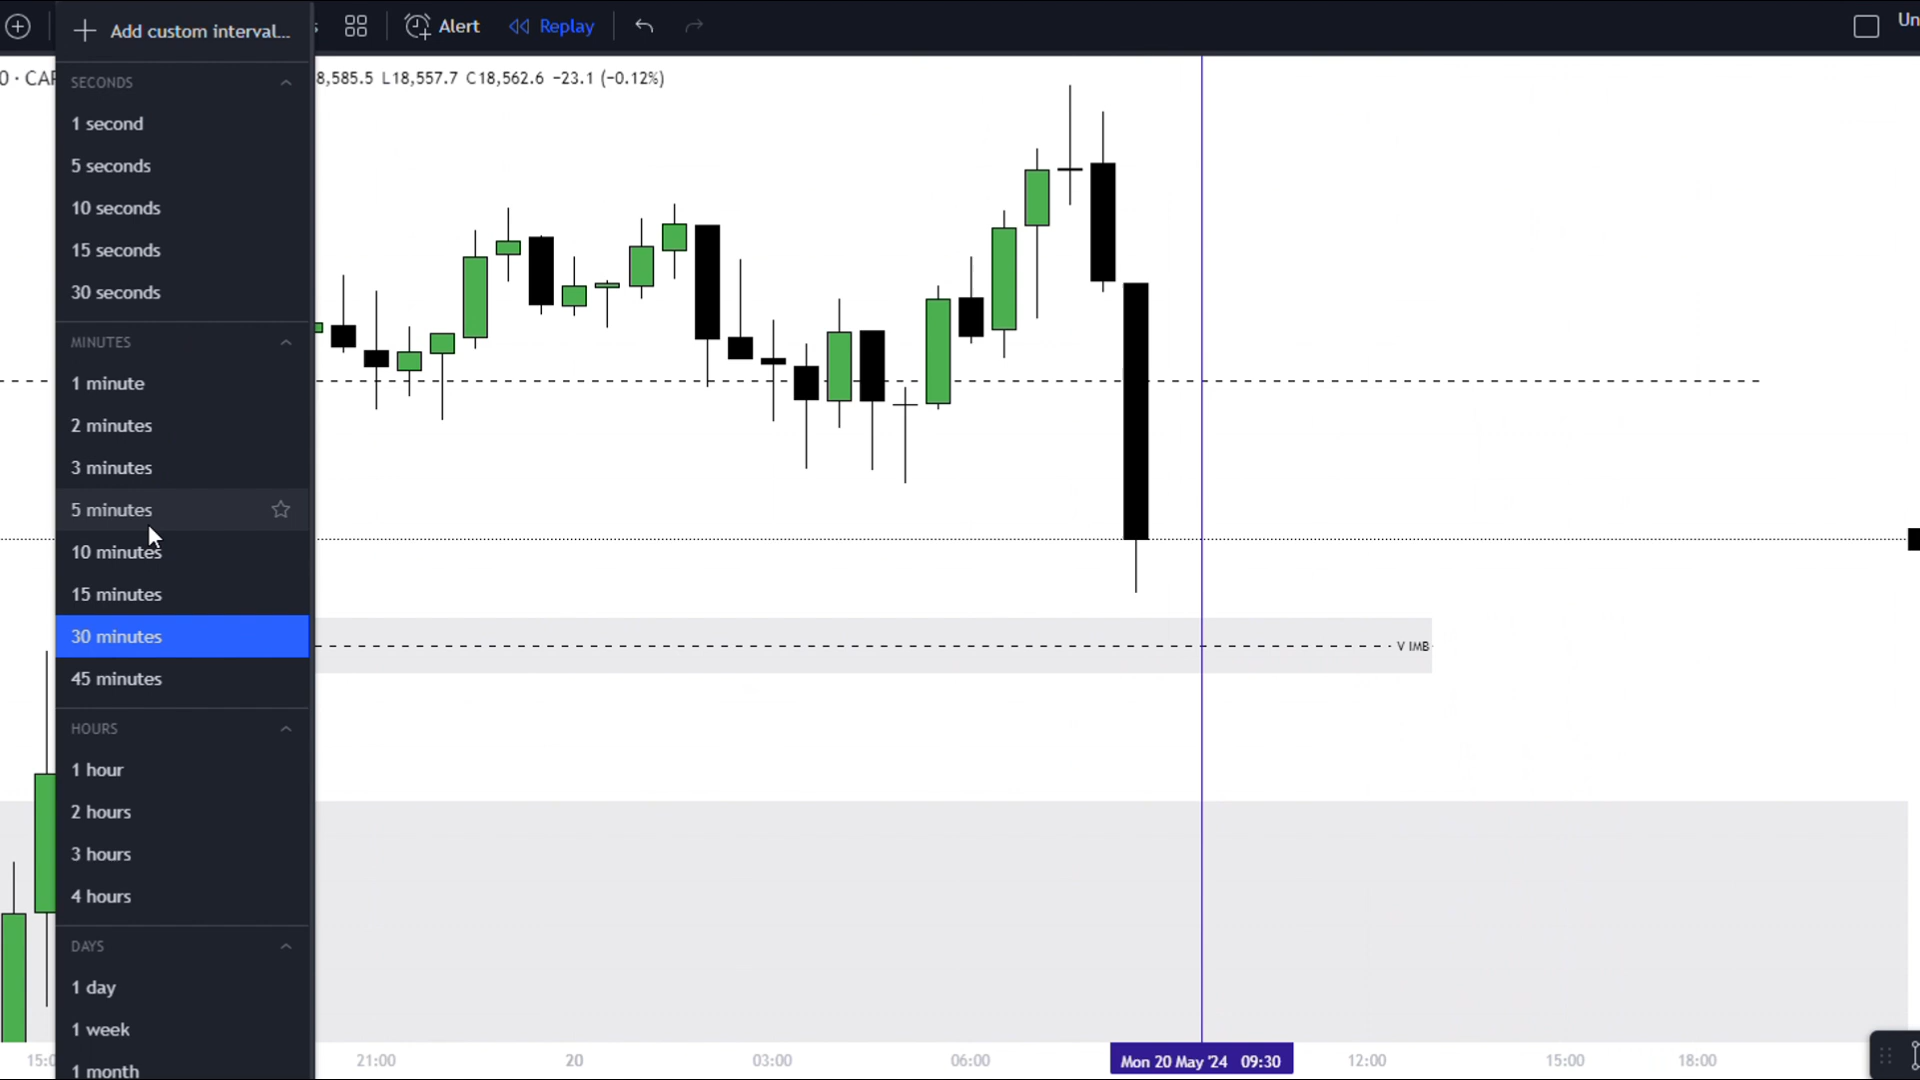 Add custom interval...
Alert
Replay
Un
0 · CAP
8,585.5 L18,557.7 C18,562.6 −23.1 (−0.12%)
SECONDS
1 second
5 seconds
10 seconds
15 seconds
30 seconds
MINUTES
1 minute
2 minutes
3 minutes
5 minutes
10 minutes
15 minutes
30 minutes
45 minutes
HOURS
1 hour
2 hours
3 hours
4 hours
DAYS
1 day
1 week
1 month
V IMB
15:0
21:00
20
03:00
06:00
Mon 20 May '24 09:30
12:00
15:00
18:00